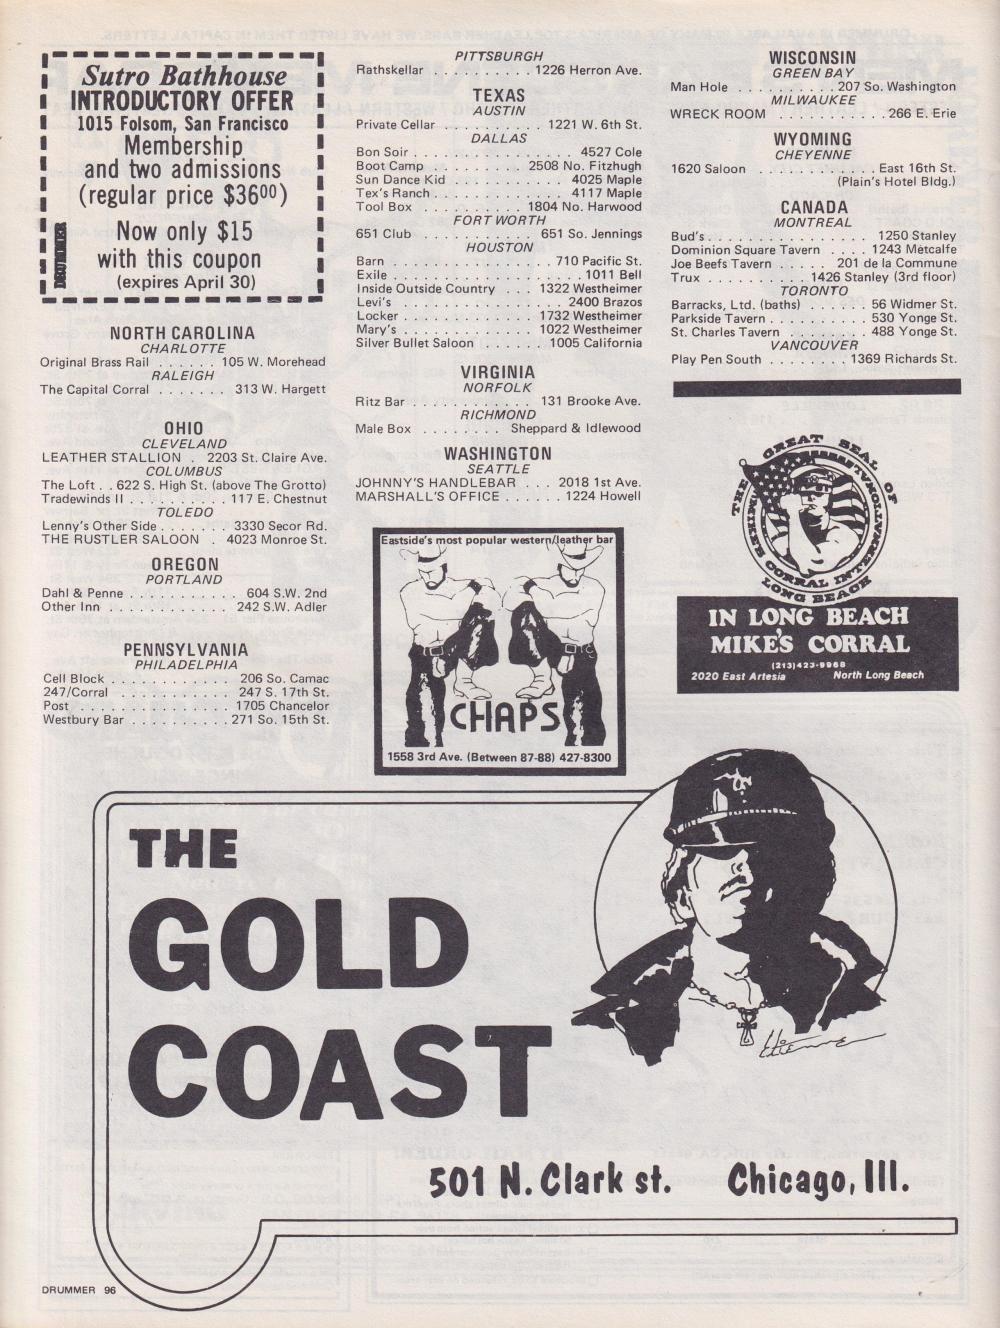 Sutro Bathhouse
INTRODUCTORY OFFER
1015 Folsom, San Francisco
Membership
and two admissions
(regular price $36⁰⁰)
Now only $15
with this coupon
(expires April 30)
DRUMMER
NORTH CAROLINA
CHARLOTTE
Original Brass Rail . . . . . . 105 W. Morehead
RALEIGH
The Capital Corral . . . . . . . 313 W. Hargett
OHIO
CLEVELAND
LEATHER STALLION . 2203 St. Claire Ave.
COLUMBUS
The Loft . . 622 S. High St. (above The Grotto)
Tradewinds II . . . . . . . . . . 117 E. Chestnut
TOLEDO
Lenny's Other Side . . . . . . . 3330 Secor Rd.
THE RUSTLER SALOON . 4023 Monroe St.
OREGON
PORTLAND
Dahl & Penne . . . . . . . . . . . 604 S.W. 2nd
Other Inn . . . . . . . . . . . . 242 S.W. Adler
PENNSYLVANIA
PHILADELPHIA
Cell Block . . . . . . . . . . . . 206 So. Camac
247/Corral . . . . . . . . . . . 247 S. 17th St.
Post . . . . . . . . . . . . . . . 1705 Chancelor
Westbury Bar . . . . . . . . . . 271 So. 15th St.
PITTSBURGH
Rathskellar . . . . . . . . . . 1226 Herron Ave.
TEXAS
AUSTIN
Private Cellar . . . . . . . . . . 1221 W. 6th St.
DALLAS
Bon Soir . . . . . . . . . . . . . . . . 4527 Cole
Boot Camp . . . . . . . . . . 2508 No. Fitzhugh
Sun Dance Kid . . . . . . . . . . . . 4025 Maple
Tex's Ranch . . . . . . . . . . . . . . 4117 Maple
Tool Box . . . . . . . . . . 1804 No. Harwood
FORT WORTH
651 Club . . . . . . . . . . . . . 651 So. Jennings
HOUSTON
Barn . . . . . . . . . . . . . . . . . 710 Pacific St.
Exile . . . . . . . . . . . . . . . . . . . 1011 Bell
Inside Outside Country . . . 1322 Westheimer
Levi's . . . . . . . . . . . . . . . . . 2400 Brazos
Locker . . . . . . . . . . . . . . 1732 Westheimer
Mary's . . . . . . . . . . . . . . 1022 Westheimer
Silver Bullet Saloon . . . . . . 1005 California
VIRGINIA
NORFOLK
Ritz Bar . . . . . . . . . . . . 131 Brooke Ave.
RICHMOND
Male Box . . . . . . . . Sheppard & Idlewood
WASHINGTON
SEATTLE
JOHNNY'S HANDLEBAR . . . 2018 1st Ave.
MARSHALL'S OFFICE . . . . . . 1224 Howell
Eastside's most popular western/leather bar
CHAPS
1558 3rd Ave. (Between 87-88) 427-8300
WISCONSIN
GREEN BAY
Man Hole . . . . . . . . . . . 207 So. Washington
MILWAUKEE
WRECK ROOM . . . . . . . . . . . . 266 E. Erie
WYOMING
CHEYENNE
1620 Saloon . . . . . . . . . . . . East 16th St.
(Plain's Hotel Bldg.)
CANADA
MONTREAL
Bud's . . . . . . . . . . . . . . . . . 1250 Stanley
Dominion Square Tavern . . . . 1243 Metcalfe
Joe Beefs Tavern . . . . . 201 de la Commune
Trux . . . . . . . . . . . 1426 Stanley (3rd floor)
TORONTO
Barracks, Ltd. (baths) . . . . . . 56 Widmer St.
Parkside Tavern . . . . . . . . . . 530 Yonge St.
St. Charles Tavern . . . . . . . . 488 Yonge St.
VANCOUVER
Play Pen South . . . . . . . . 1369 Richards St.
THE GREAT SEAL OF
CORRAL INTERNATIONAL
LONG BEACH
IN LONG BEACH
MIKE'S CORRAL
(213)423-9968
2020 East Artesia North Long Beach
THE
GOLD
COAST
Etienne
501 N. Clark st. Chicago, Ill.
DRUMMER 96